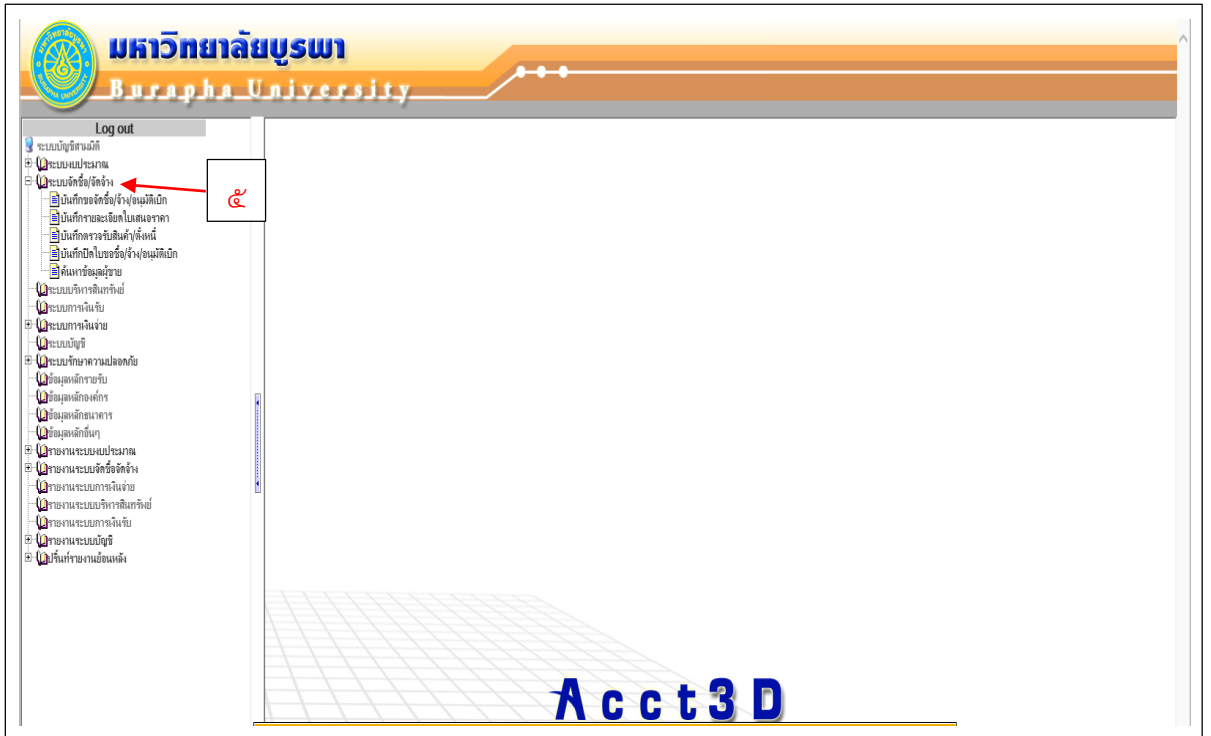 มหาวิทยาลัยบูรพา
Burapha University
Log out
ระบบบัญชีสามมิติ
ระบบงบประมาณ
ระบบจัดซื้อ/จัดจ้าง
๕
บันทึกขอจัดซื้อ/จ้าง/อนุมัติเบิก
บันทึกรายละเอียดใบเสนอราคา
บันทึกตรวจรับสินค้า/ตั้งหนี้
บันทึกปิดใบขอซื้อ/จ้าง/อนุมัติเบิก
ค้นหาข้อมูลผู้ขาย
ระบบบริหารสินทรัพย์
ระบบการเงินรับ
ระบบการเงินจ่าย
ระบบบัญชี
ระบบรักษาความปลอดภัย
ข้อมูลหลักรายรับ
ข้อมูลหลักองค์กร
ข้อมูลหลักธนาคาร
ข้อมูลหลักอื่นๆ
รายงานระบบงบประมาณ
รายงานระบบจัดซื้อจัดจ้าง
รายงานระบบการเงินจ่าย
รายงานระบบบริหารสินทรัพย์
รายงานระบบการเงินรับ
รายงานระบบบัญชี
ปริ้นท์รายงานย้อนหลัง
Acct3D